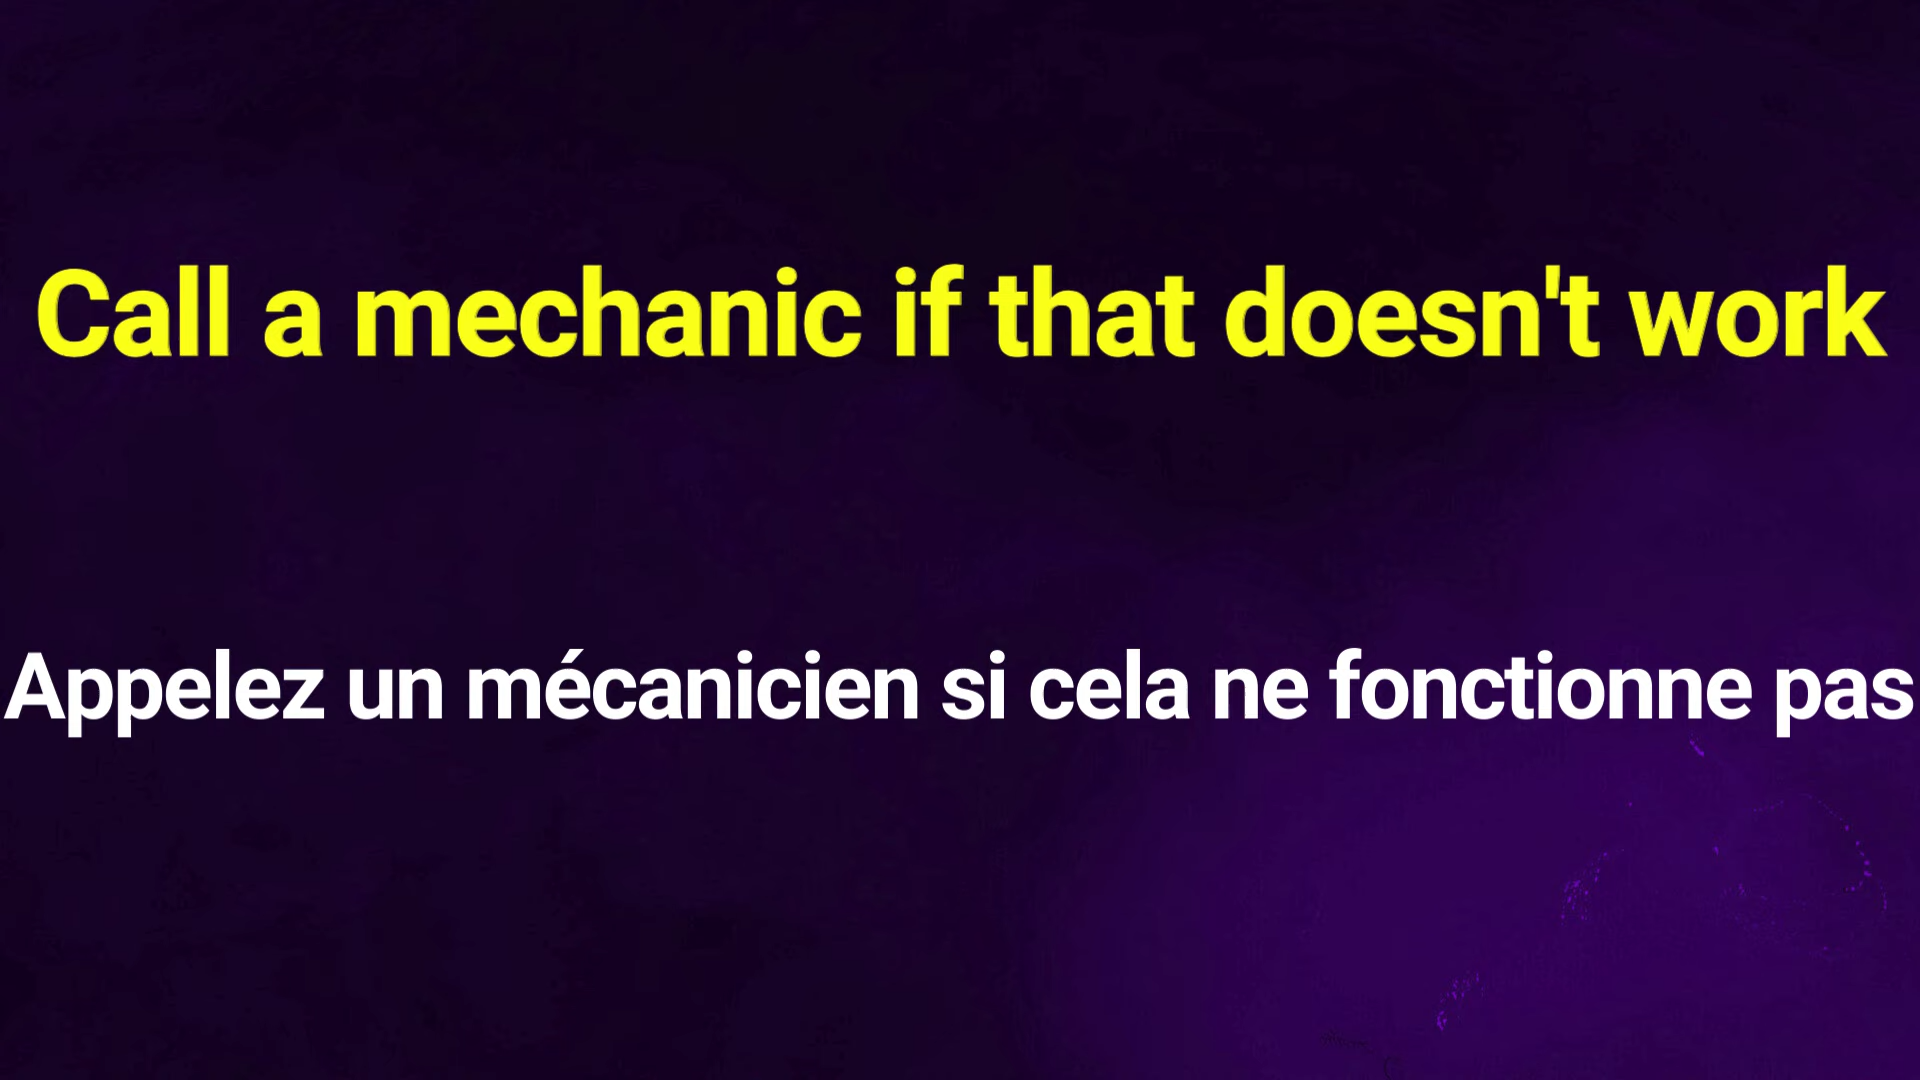 Call a mechanic if that doesn't work
Appelez un mécanicien si cela ne fonctionne pas